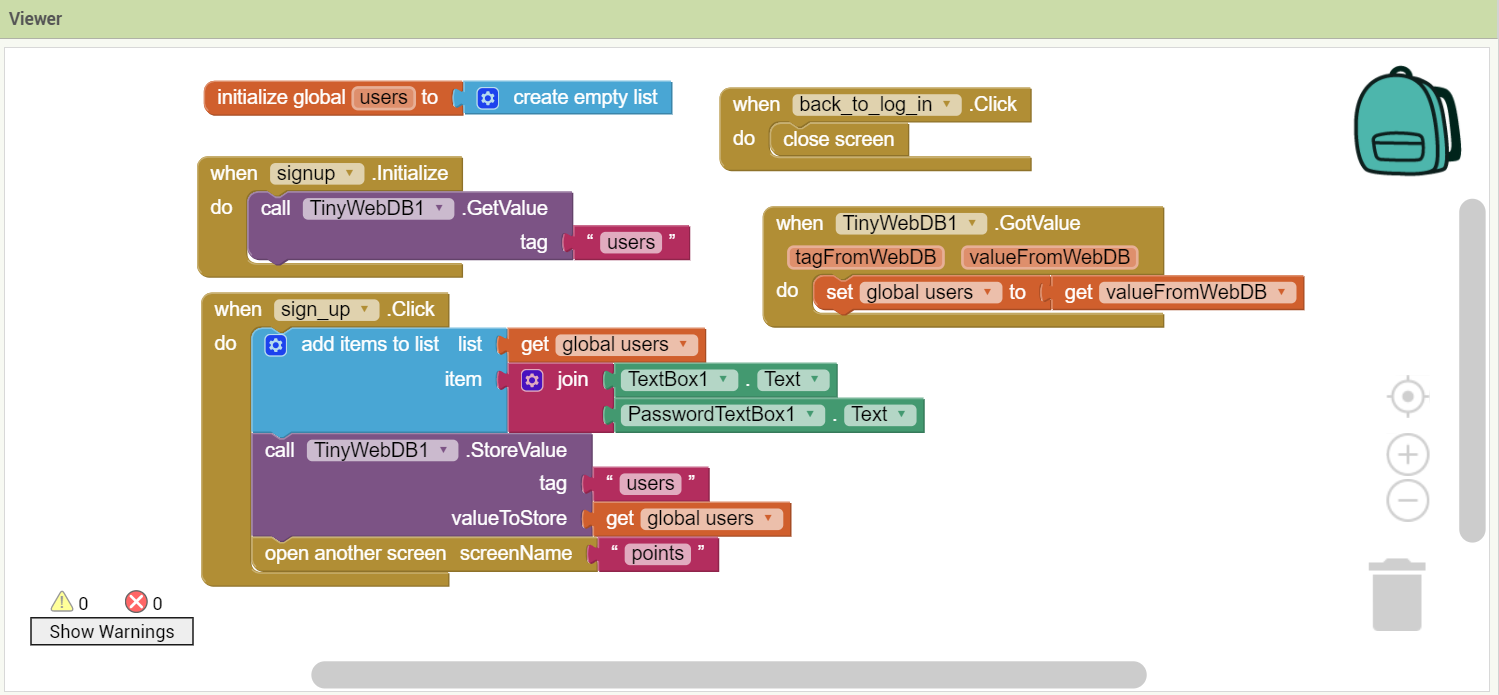 Viewer
initialize global users to create empty list
when signup .Initialize
do call TinyWebDB1 .GetValue
tag “ users ”
when sign_up .Click
do add items to list list get global users
item join TextBox1 . Text
PasswordTextBox1 . Text
call TinyWebDB1 .StoreValue
tag “ users ”
valueToStore get global users
open another screen screenName “ points ”
when back_to_log_in .Click
do close screen
when TinyWebDB1 .GotValue
tagFromWebDB valueFromWebDB
do set global users to get valueFromWebDB
0 0
Show Warnings